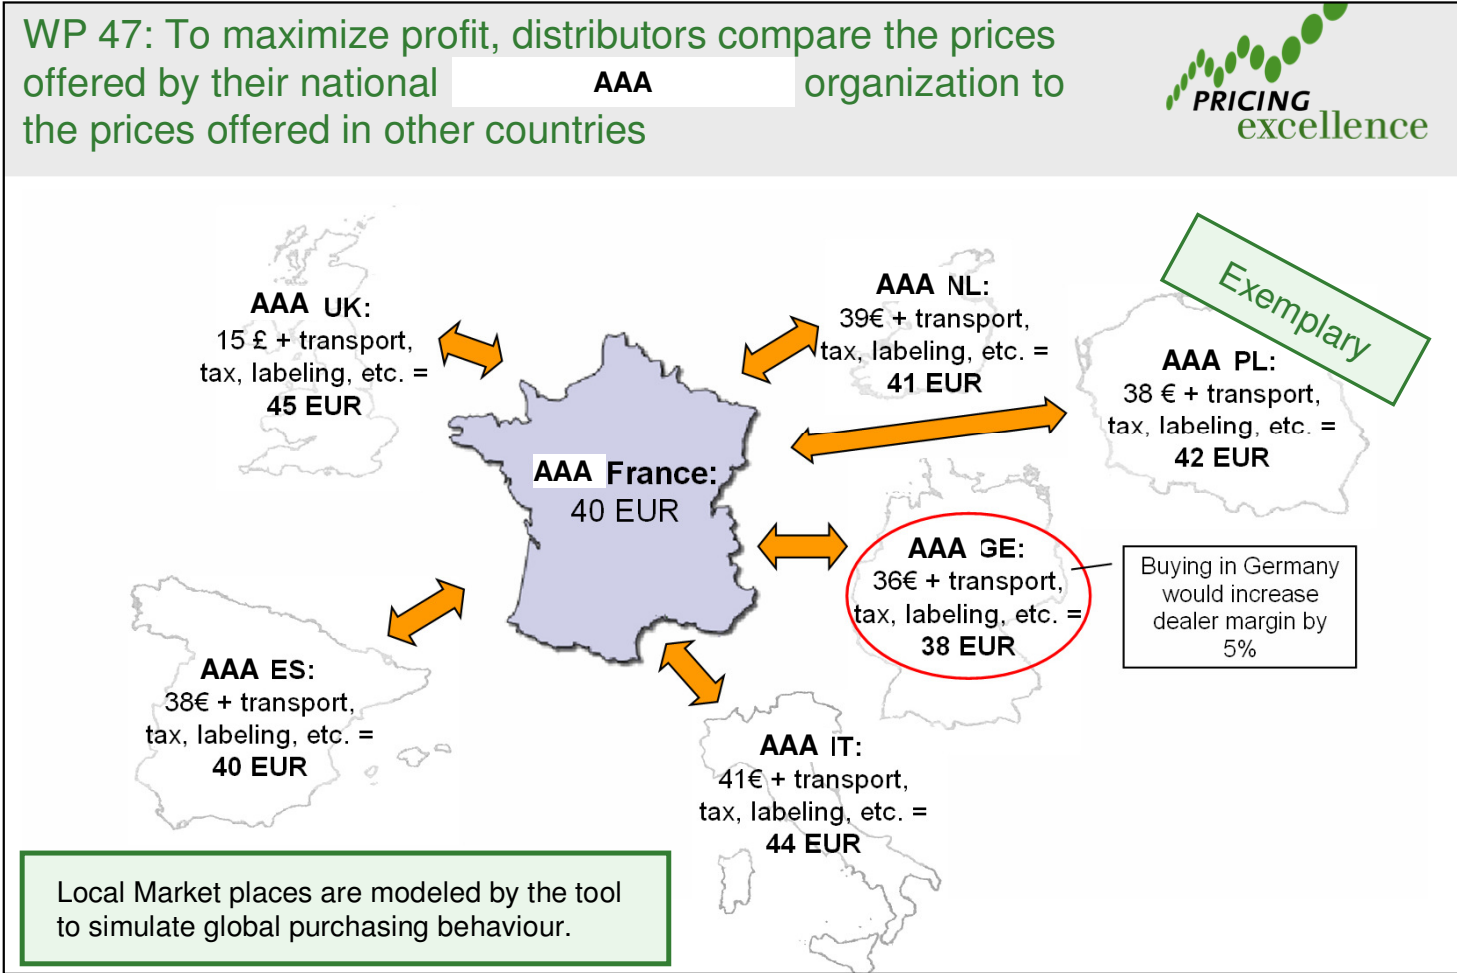 WP 47: To maximize profit, distributors compare the prices
offered by their national AAA organization to
the prices offered in other countries
PRICING
excellence
Exemplary
AAA UK:
15 £ + transport,
tax, labeling, etc. =
45 EUR
AAA NL:
39€ + transport,
tax, labeling, etc. =
41 EUR
AAA PL:
38 € + transport,
tax, labeling, etc. =
42 EUR
AAA France:
40 EUR
AAA GE:
36€ + transport,
tax, labeling, etc. =
38 EUR
Buying in Germany
would increase
dealer margin by
5%
AAA ES:
38€ + transport,
tax, labeling, etc. =
40 EUR
AAA IT:
41€ + transport,
tax, labeling, etc. =
44 EUR
Local Market places are modeled by the tool
to simulate global purchasing behaviour.